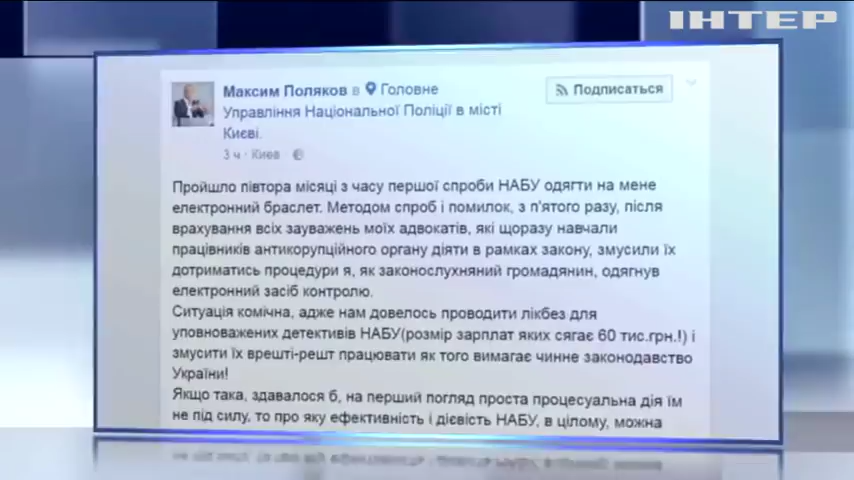 ІНТЕР
Максим Поляков в Головне
Управління Національної Поліції в місті
Києві.
3 ч · Киев ·
Подписаться
Пройшло півтора місяці з часу першої спроби НАБУ одягти на мене
електронний браслет. Методом спроб і помилок, з п'ятого разу, після
врахування всіх зауважень моїх адвокатів, які щоразу навчали
працівників антикорупційного органу діяти в рамках закону, змусили їх
дотриматись процедури я, як законослухняний громадянин, одягнув
електронний засіб контролю.
Ситуація комічна, адже нам довелось проводити лікбез для
уповноважених детективів НАБУ(розмір зарплат яких сягає 60 тис.грн.!) і
змусити їх врешті-решт працювати як того вимагає чинне законодавство
України!
Якщо така, здавалося б, на перший погляд проста процесуальна дія їм
не під силу, то про яку ефективність і дієвість НАБУ, в цілому, можна